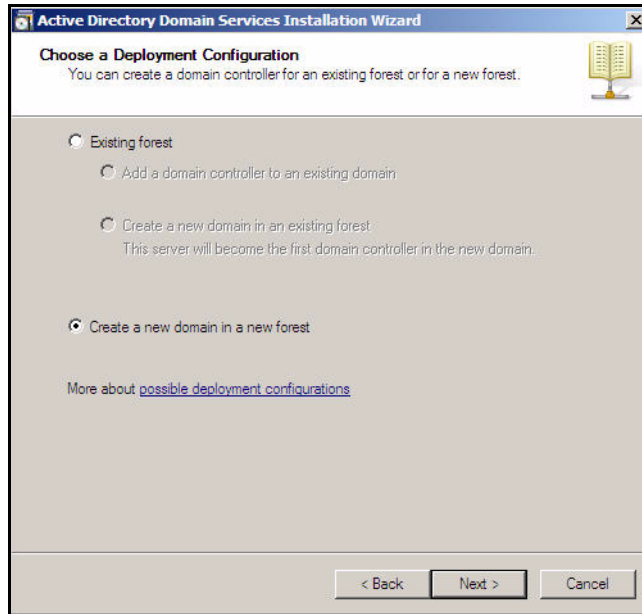 Active Directory Domain Services Installation Wizard
Choose a Deployment Configuration
You can create a domain controller for an existing forest or for a new forest.
Existing forest
Add a domain controller to an existing domain
Create a new domain in an existing forest
This server will become the first domain controller in the new domain.
Create a new domain in a new forest
More about possible deployment configurations
< Back Next > Cancel